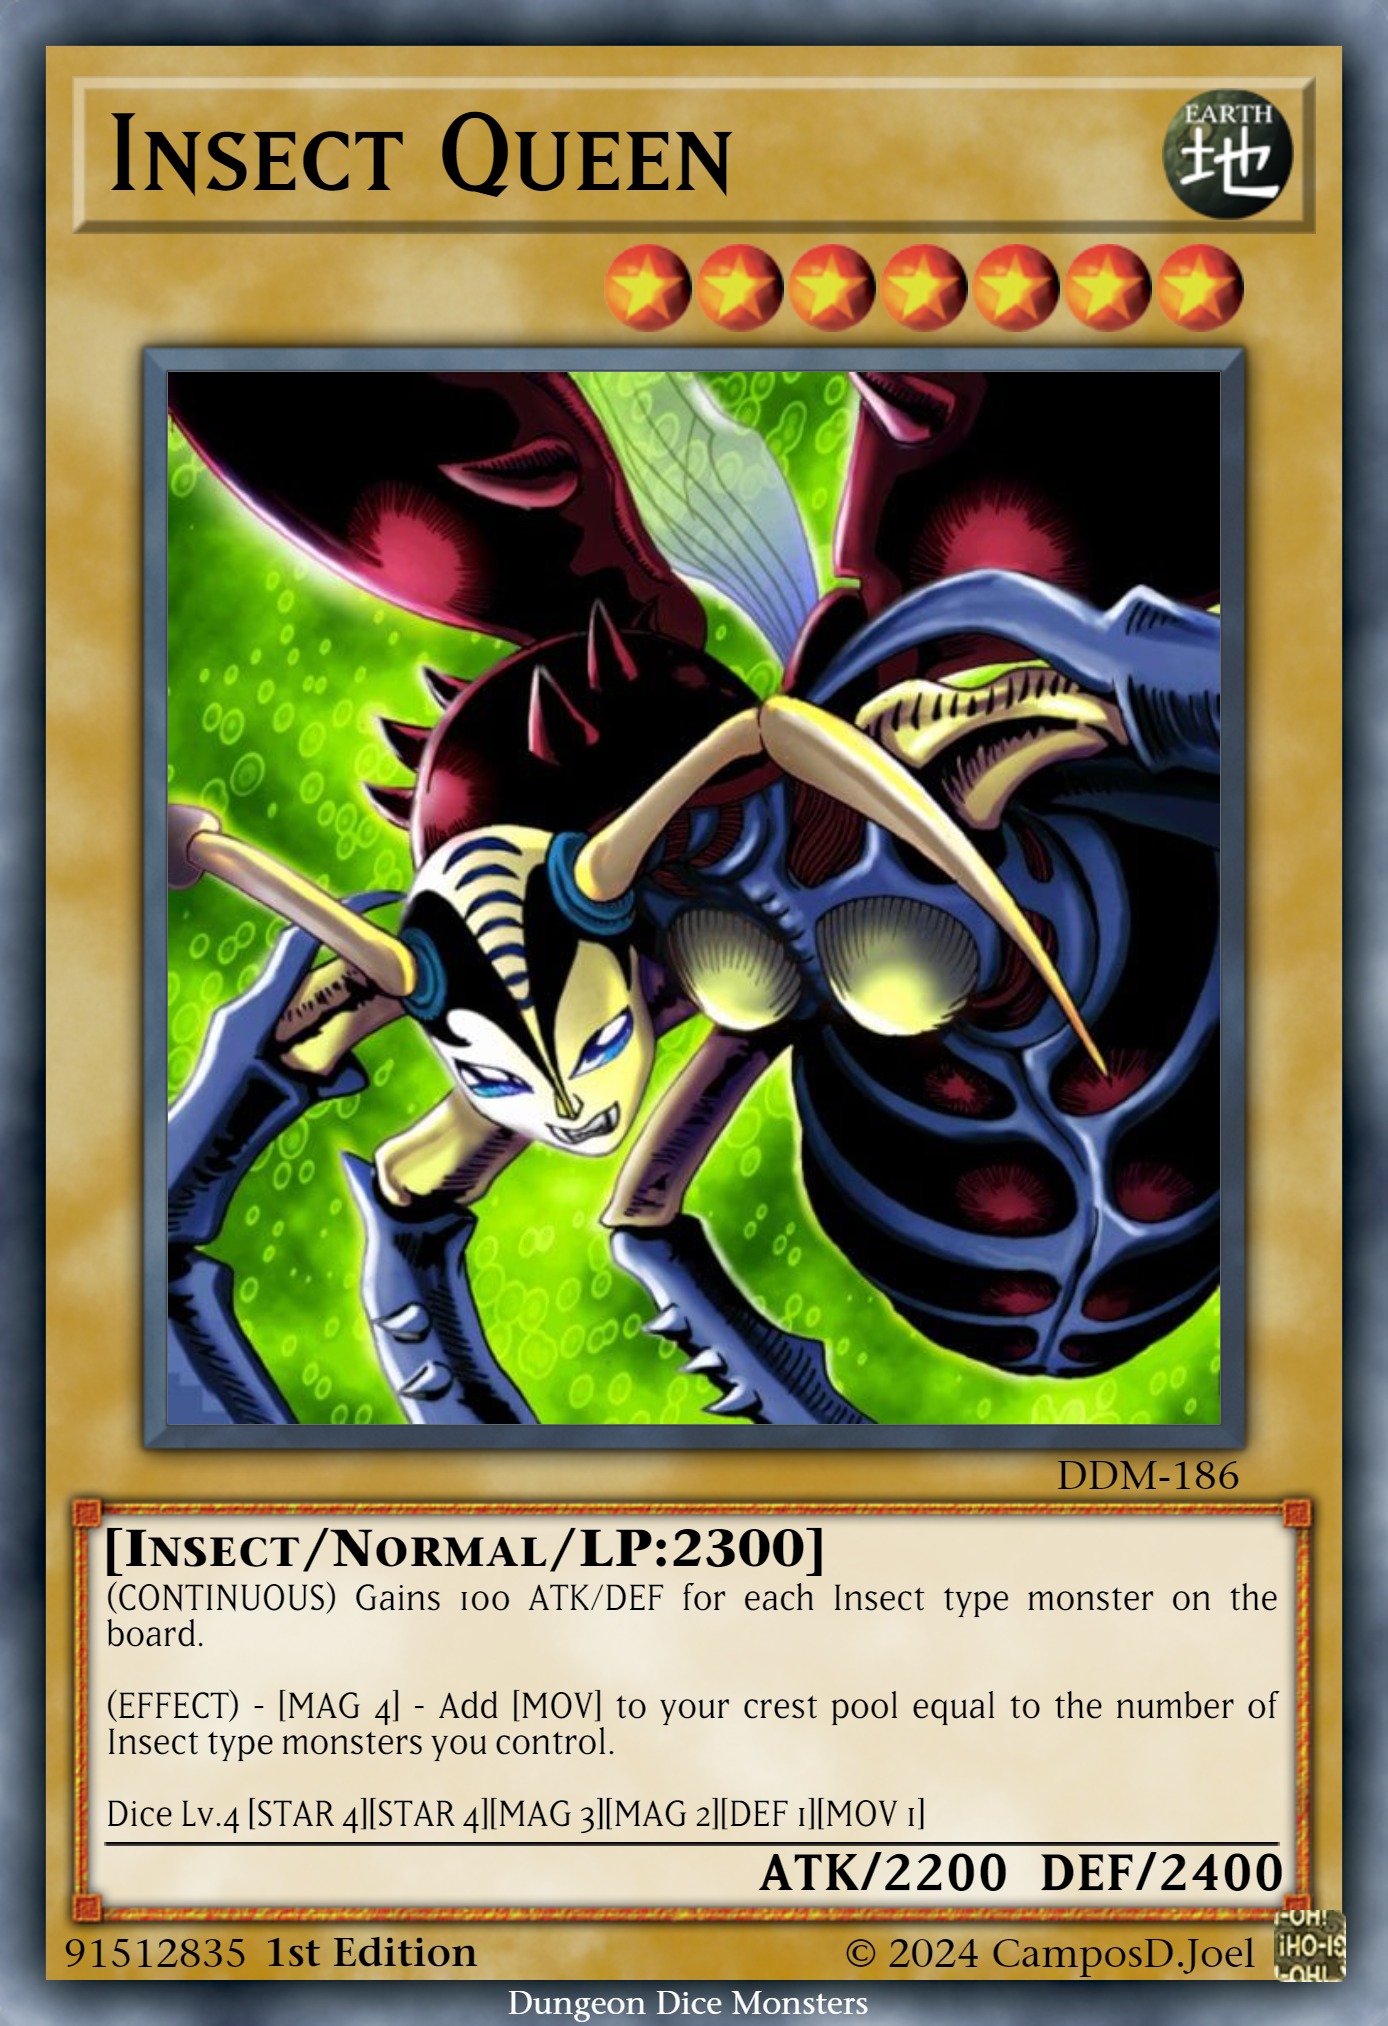 Insect Queen
EARTH
地
DDM-186
[Insect/Normal/LP:2300]
(CONTINUOUS) Gains 100 ATK/DEF for each Insect type monster on the
board.
(EFFECT) - [MAG 4] - Add [MOV] to your crest pool equal to the number of
Insect type monsters you control.
Dice Lv.4 [STAR 4][STAR 4][MAG 3][MAG 2][DEF 1][MOV 1]
ATK/2200 DEF/2400
91512835 1st Edition
© 2024 CamposD.Joel
Dungeon Dice Monsters